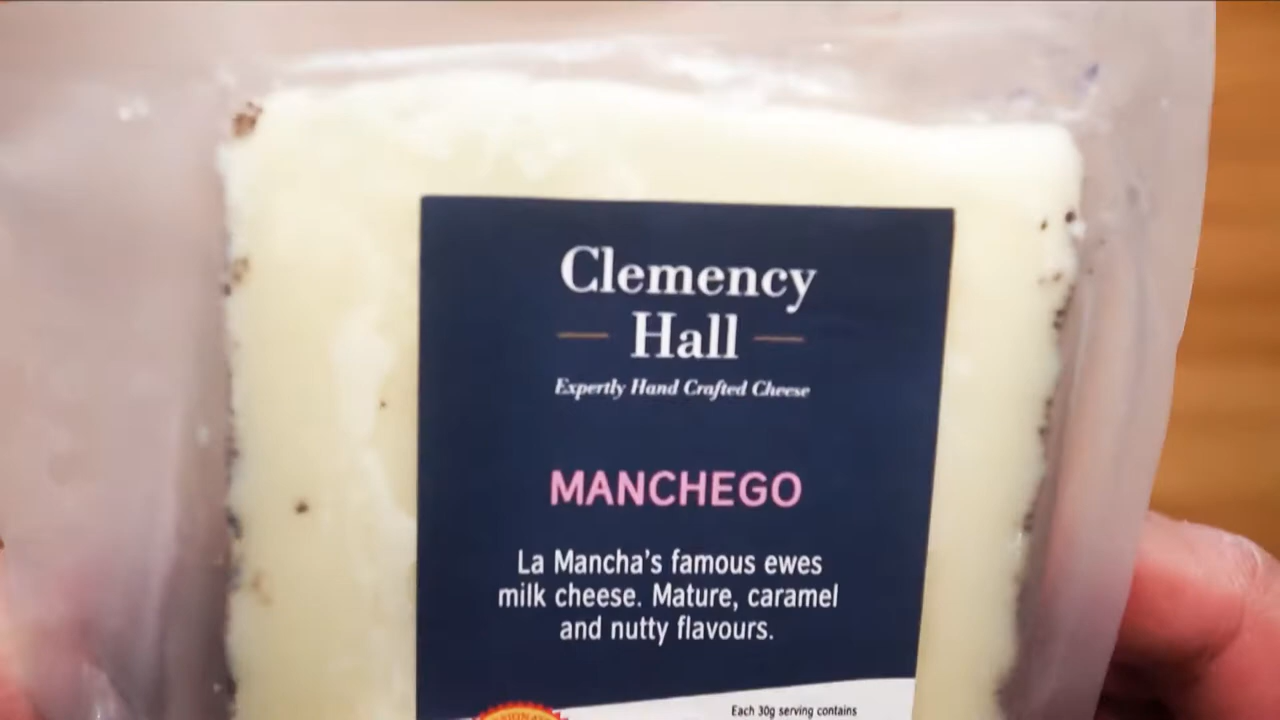 Clemency
Hall
Expertly Hand Crafted Cheese
MANCHEGO
La Mancha's famous ewes
milk cheese. Mature, caramel
and nutty flavours.
Each 30g serving contains